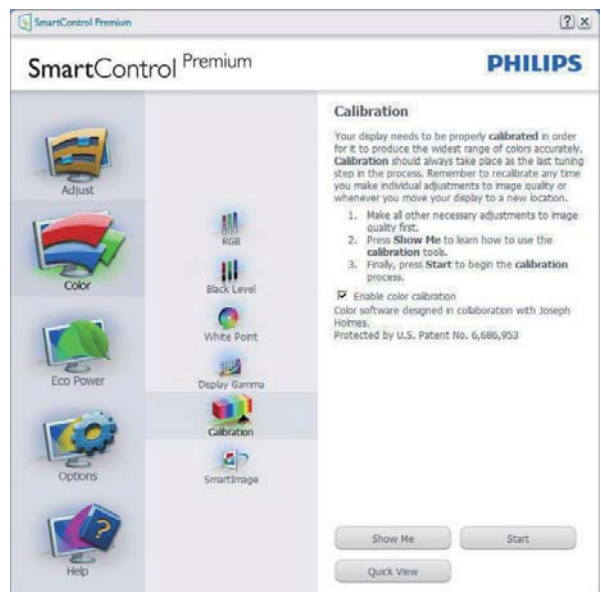 SmartControl Premium
SmartControl Premium
PHILIPS
Adjust
Color
Eco Power
Options
Help
RGB
Black Level
White Point
Display Gamma
Calibration
SmartImage
Calibration
Your display needs to be properly calibrated in order
for it to produce the widest range of colors accurately.
Calibration should always take place as the last tuning
step in the process. Remember to recalibrate any time
you make individual adjustments to image quality or
whenever you move your display to a new location.
1. Make all other necessary adjustments to image
quality first.
2. Press Show Me to learn how to use the
calibration tools.
3. Finally, press Start to begin the calibration
process.
Enable color calibration
Color software designed in collaboration with Joseph
Holmes.
Protected by U.S. Patent No. 6,686,953
Show Me
Start
Quick View